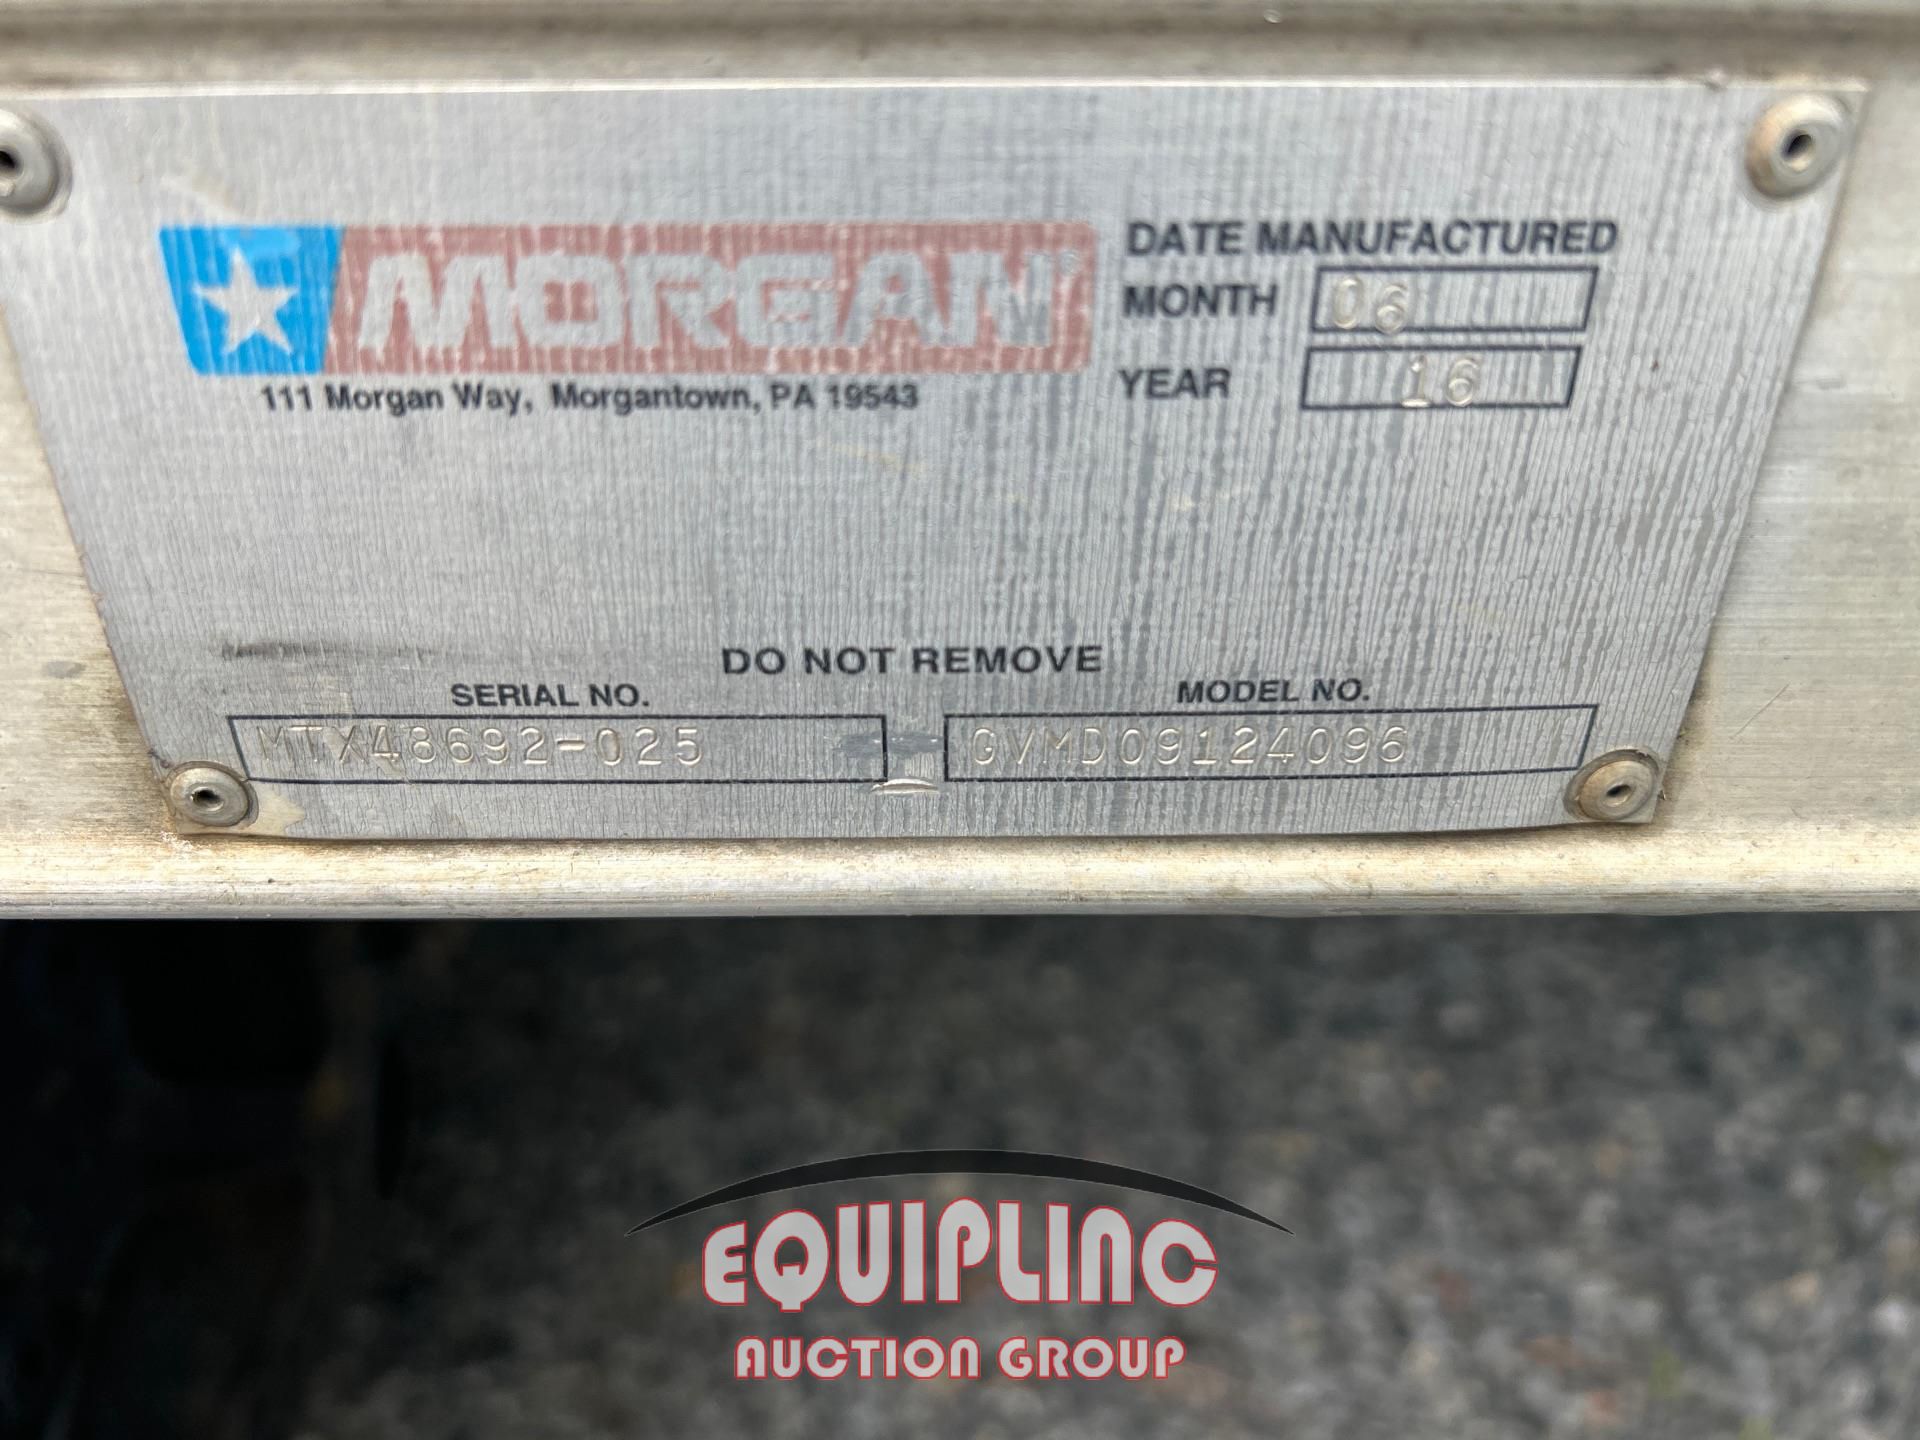 MORGAN®
111 Morgan Way, Morgantown, PA 19543
DATE MANUFACTURED
MONTH 06
YEAR 16
DO NOT REMOVE
SERIAL NO.
MTX48692-025
MODEL NO.
GVMD09124096
EQUIPLINC
AUCTION GROUP